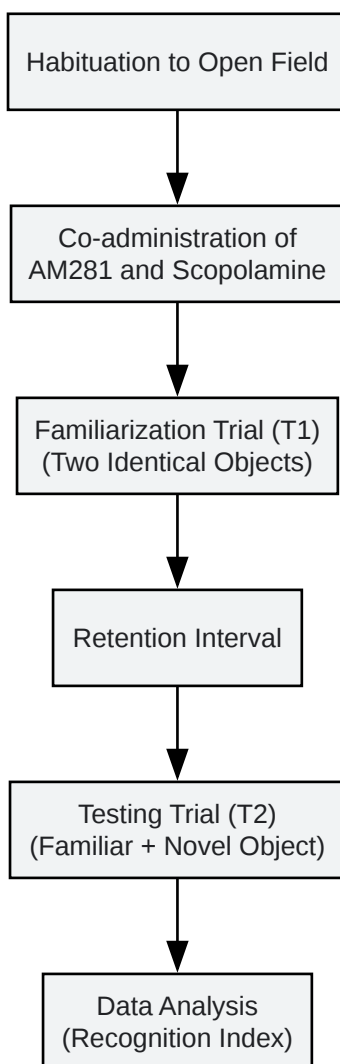 Habituation to Open Field
Co-administration of
AM281 and Scopolamine
Familiarization Trial (T1)
(Two Identical Objects)
Retention Interval
Testing Trial (T2)
(Familiar + Novel Object)
Data Analysis
(Recognition Index)